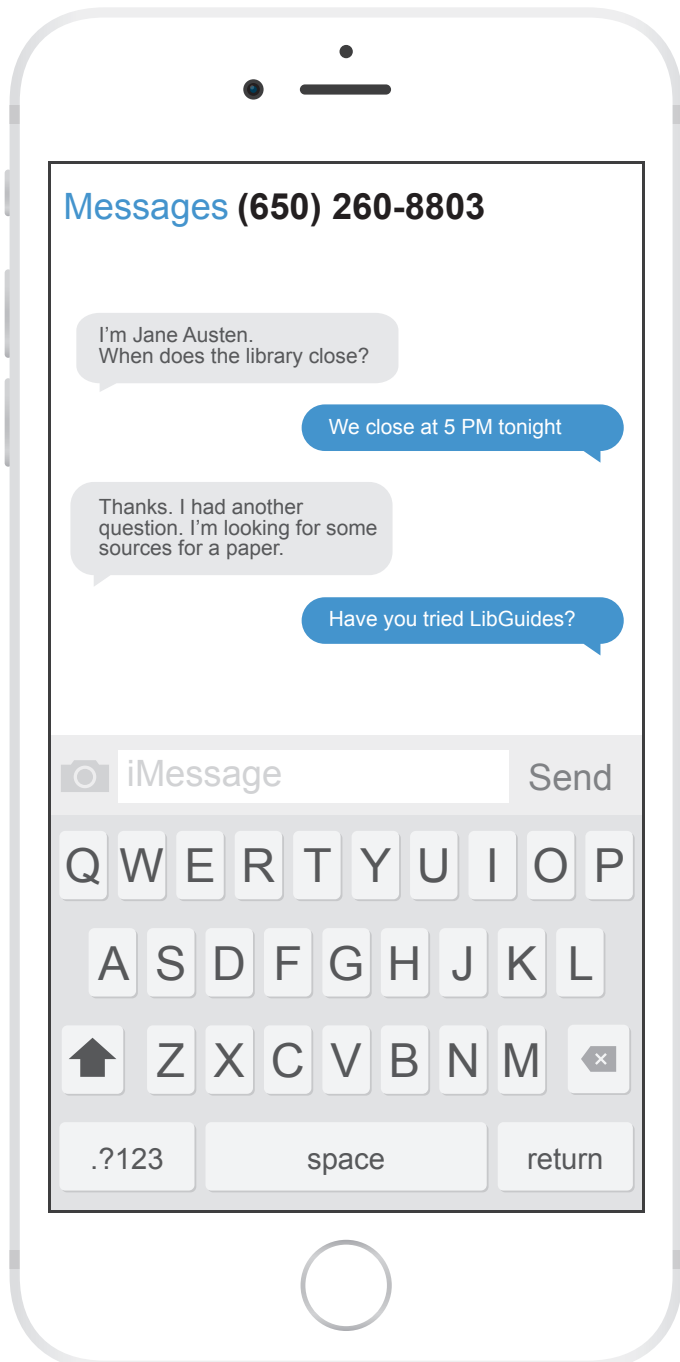 Messages (650) 260-8803
I'm Jane Austen.
When does the library close?
We close at 5 PM tonight
Thanks. I had another
question. I'm looking for some
sources for a paper.
Have you tried LibGuides?
iMessage Send
Q W E R T Y U I O P
A S D F G H J K L
Z X C V B N M
.?123 space return